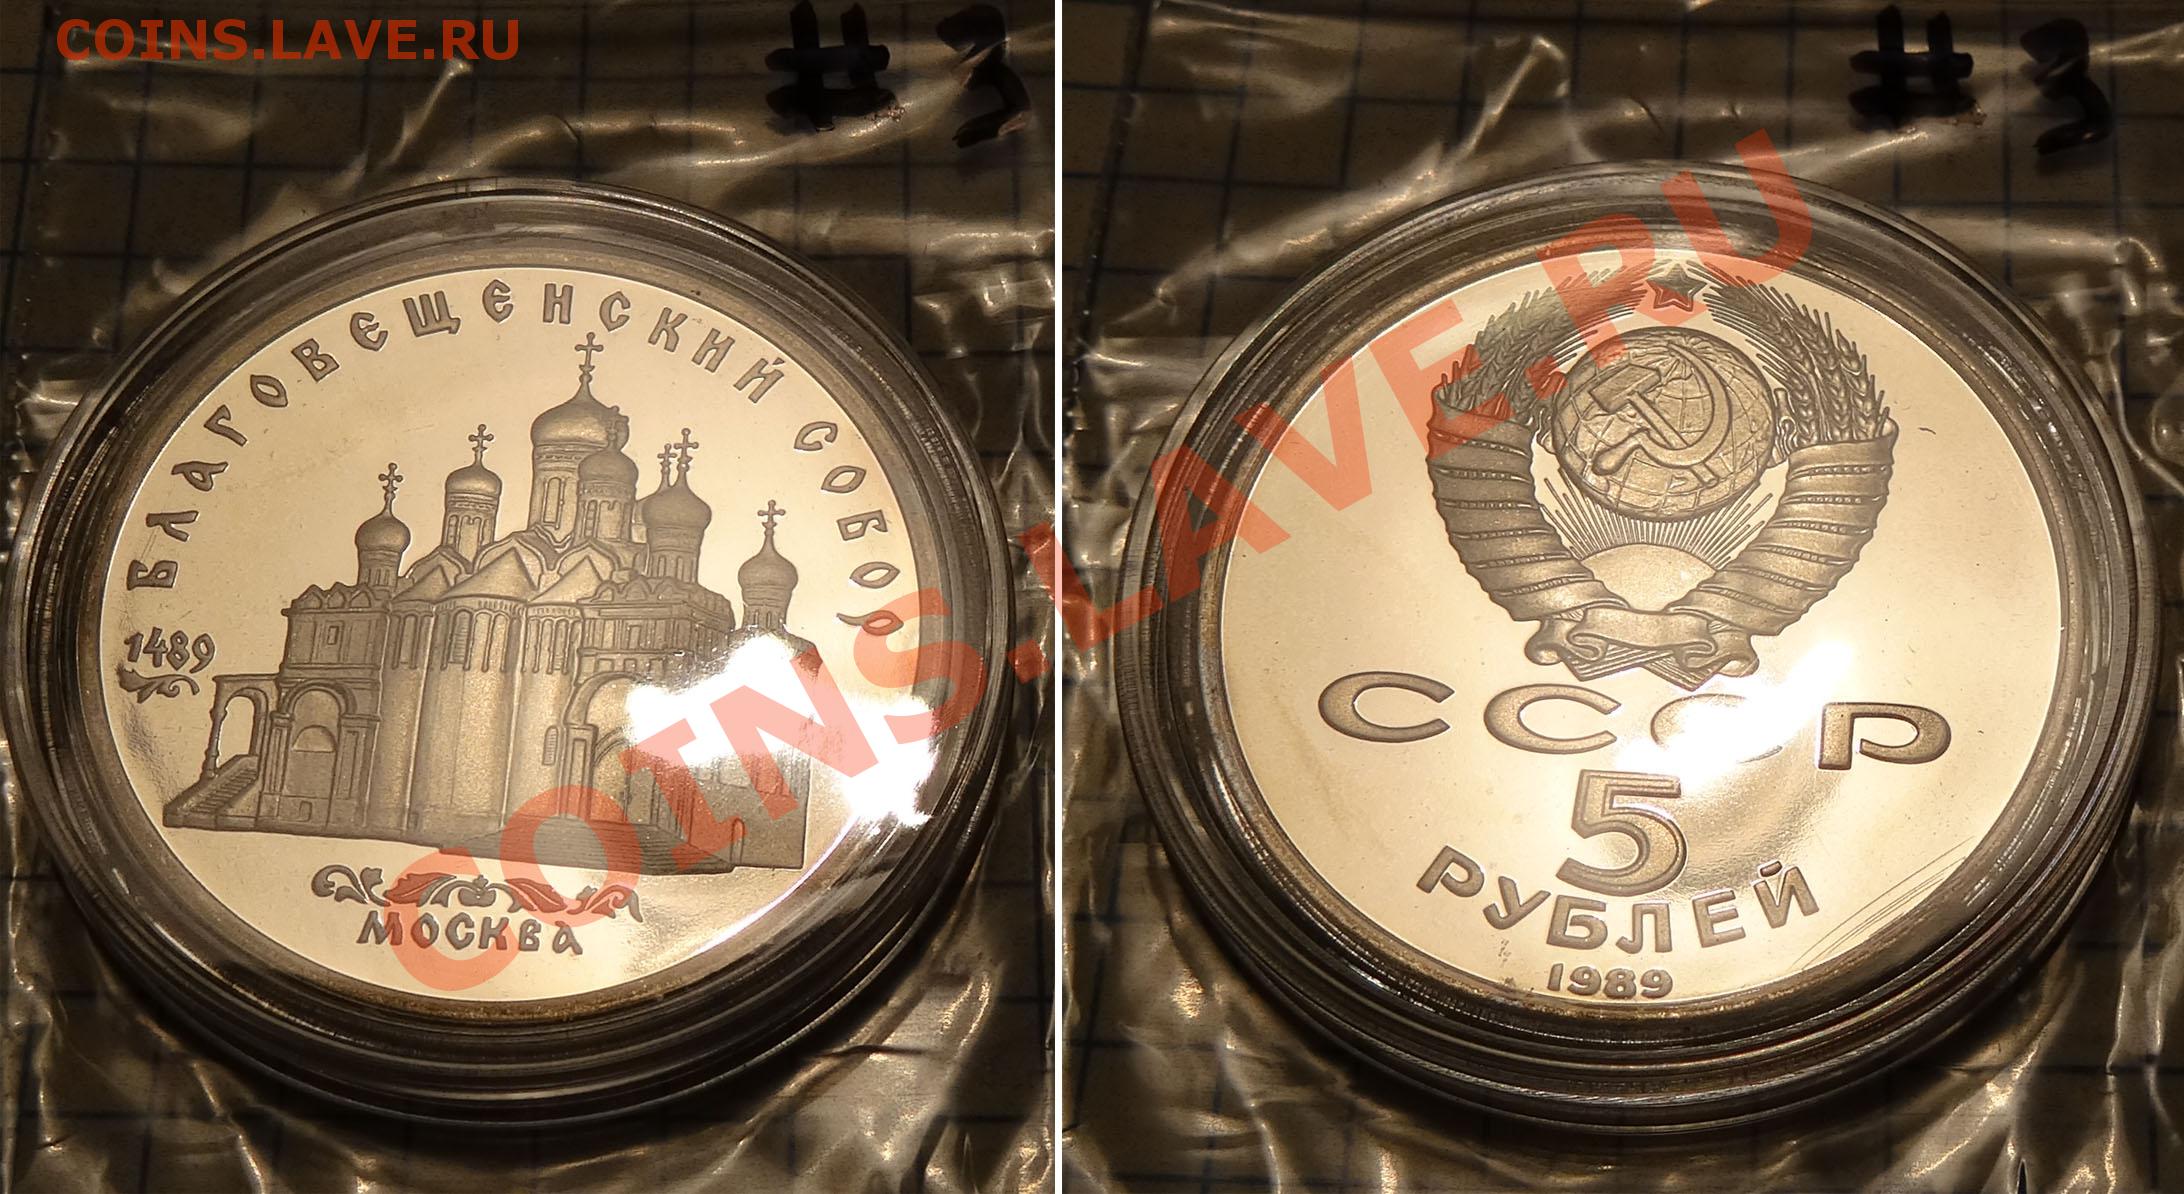 COINS.LAVE.RU
#3
БЛАГОВЕЩЕНСКИЙ СОБОР
1489
МОСКВА
#3
СССР
5
РУБЛЕЙ
1989
COINS.LAVE.RU